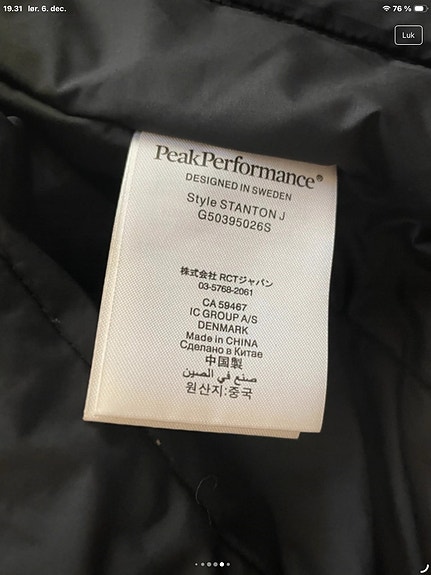 19.31 lør. 6. dec.
76 %
Luk
PeakPerformance®
DESIGNED IN SWEDEN
Style STANTON J
G50395026S
株式会社 RCTジャパン
03-5768-2061
CA 59467
IC GROUP A/S
DENMARK
Made in CHINA
Сделано в Китае
中国製
صنع في الصين
원산지:중국